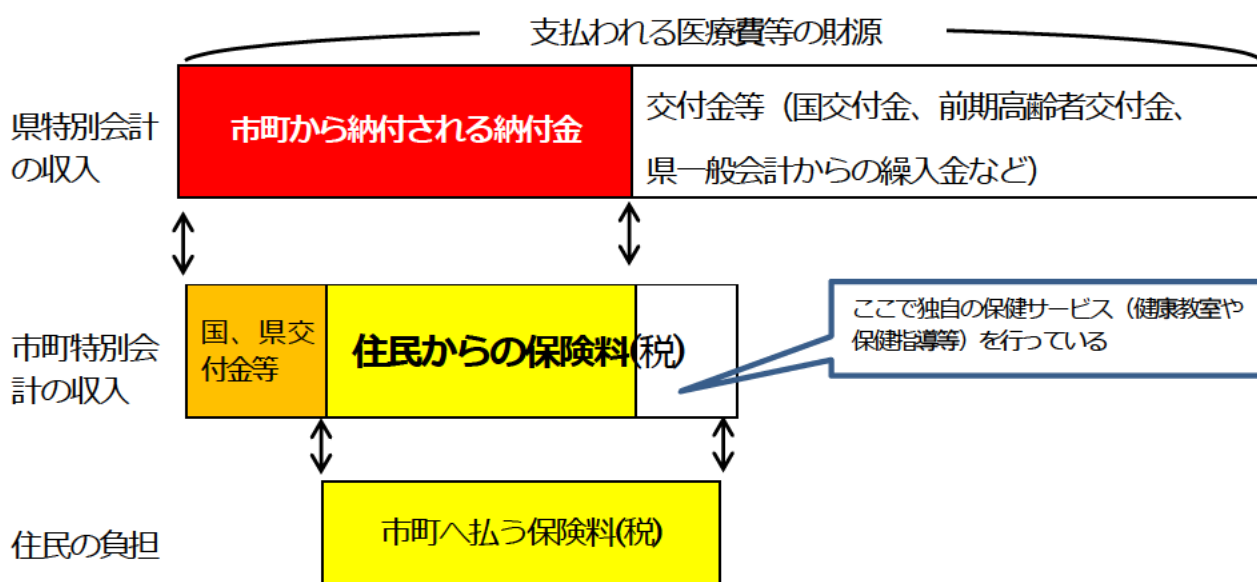 支払われる医療費等の財源
県特別会計
の収入
市町から納付される納付金
交付金等（国交付金、前期高齢者交付金、
県一般会計からの繰入金など）
市町特別会
計の収入
国、県交
付金等
住民からの保険料(税)
ここで独自の保健サービス（健康教室や
保健指導等）を行っている
住民の負担
市町へ払う保険料(税)